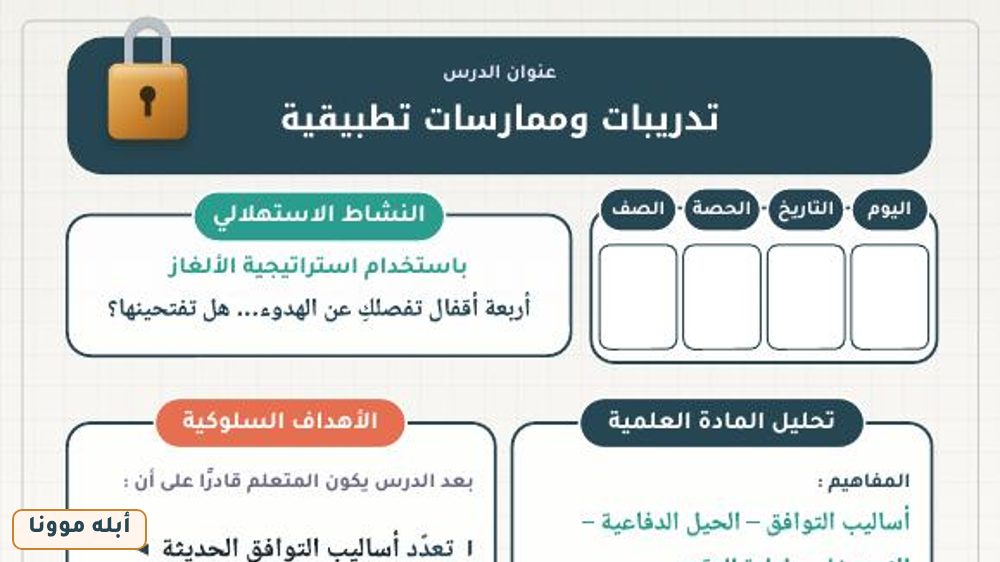 عنوان الدرس
تدريبات وممارسات تطبيقية
اليوم
التاريخ
الحصة
الصف
النشاط الاستهلالي
باستخدام استراتيجية الألغاز
أربعة أقفال تفصلكِ عن الهدوء... هل تفتحينها؟
تحليل المادة العلمية
المفاهيم :
أساليب التوافق – الحيل الدفاعية –
الأهداف السلوكية
بعد الدرس يكون المتعلم قادرًا على أن :
١ تعدّد أساليب التوافق الحديثة
أبله موونا